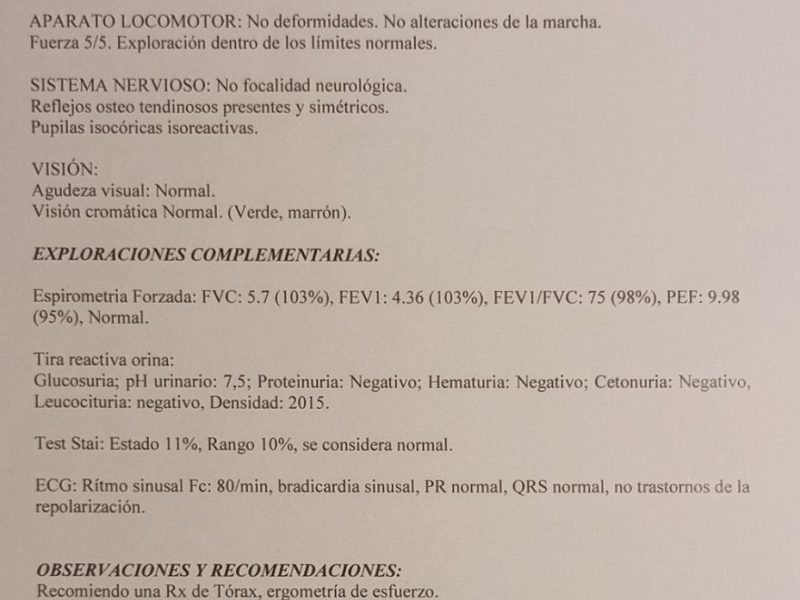 APARATO LOCOMOTOR: No deformidades. No alteraciones de la marcha.
Fuerza 5/5. Exploración dentro de los límites normales.
SISTEMA NERVIOSO: No focalidad neurológica.
Reflejos osteo tendinosos presentes y simétricos.
Pupilas isocóricas isoreactivas.
VISIÓN:
Agudeza visual: Normal.
Visión cromática Normal. (Verde, marrón).
EXPLORACIONES COMPLEMENTARIAS:
Espirometria Forzada: FVC: 5.7 (103%), FEV1: 4.36 (103%), FEV1/FVC: 75 (98%), PEF: 9.98
(95%), Normal.
Tira reactiva orina:
Glucosuria; pH urinario: 7,5; Proteinuria: Negativo; Hematuria: Negativo; Cetonuria: Negativo,
Leucocituria: negativo, Densidad: 2015.
Test Stai: Estado 11%, Rango 10%, se considera normal.
ECG: Rítmo sinusal Fc: 80/min, bradicardia sinusal, PR normal, QRS normal, no trastornos de la
repolarización.
OBSERVACIONES Y RECOMENDACIONES:
Recomiendo una Rx de Tórax, ergometría de esfuerzo.